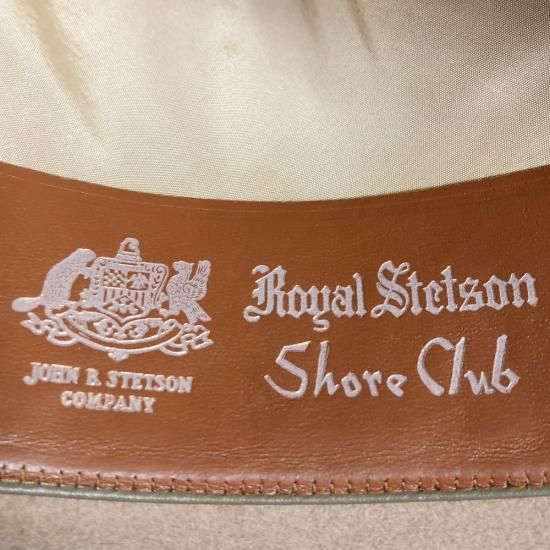 JOHN B. STETSON
COMPANY
Royal Stetson
Shore Club